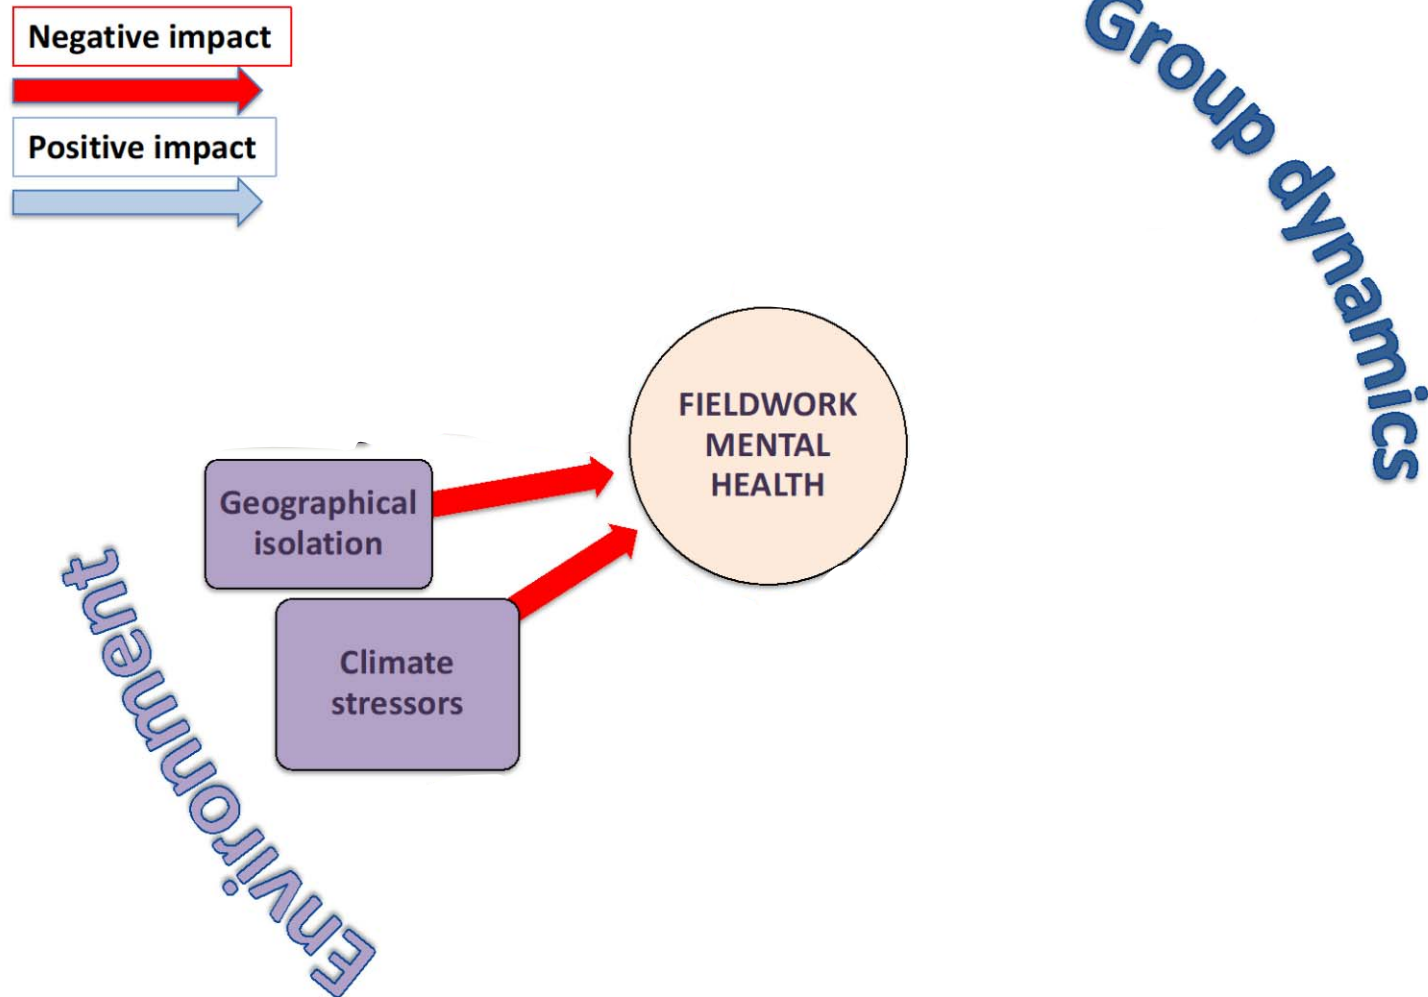 Negative impact
Positive impact
Group dynamics
FIELDWORK
MENTAL
HEALTH
Geographical
isolation
Climate
stressors
Environment